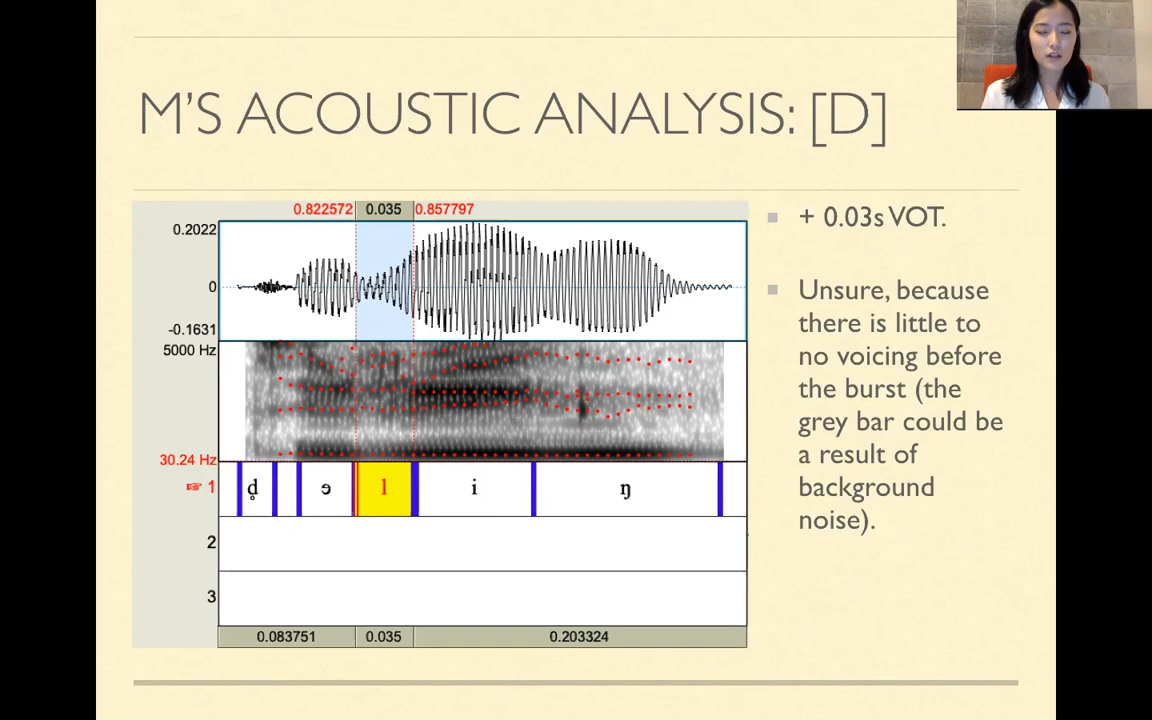 M'S ACOUSTIC ANALYSIS: [D]
0.822572 0.035 0.857797
0.2022
0
-0.1631
5000 Hz
30.24 Hz
☞ 1 d̥ ɘ l i ŋ
2
3
0.083751 0.035 0.203324
+ 0.03s VOT.
Unsure, because
there is little to
no voicing before
the burst (the
grey bar could be
a result of
background
noise).